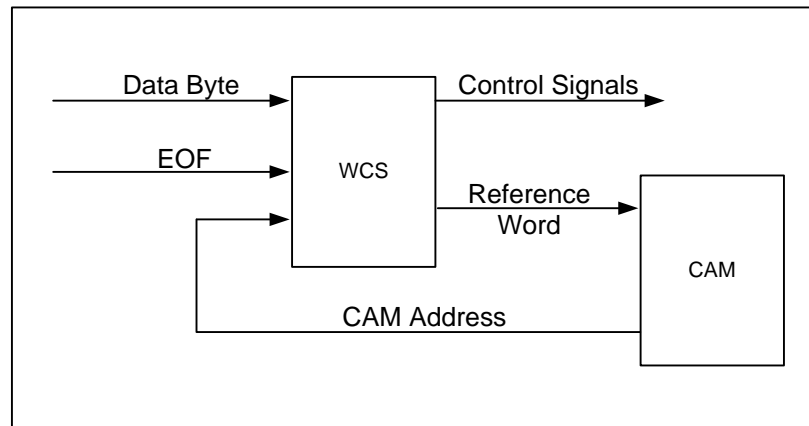 Data Byte
Control Signals
EOF
WCS
Reference
Word
CAM
CAM Address